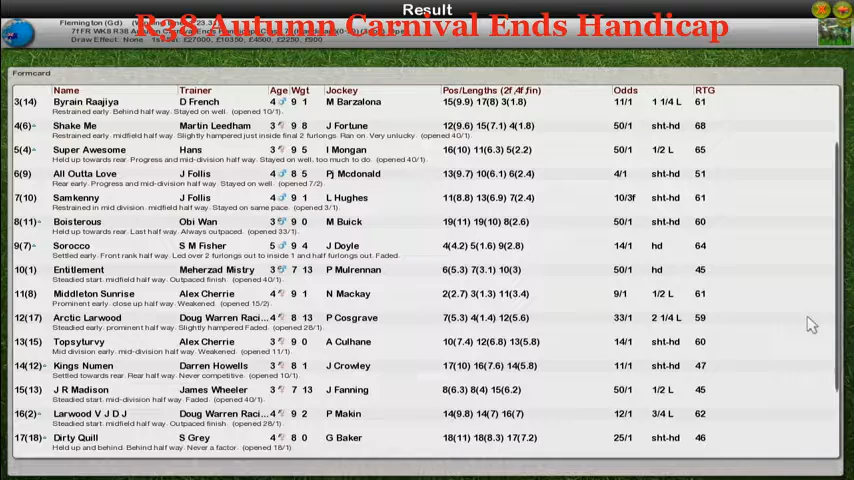 Result
Flemington (Gd)
R38 Autumn Carnival Ends Handicap
7f FR WK8 R38
Draw Effect: None £27000, £10350, £4500, £2250, £900
Formcard
Name Trainer Age Wgt Jockey Pos/Lengths (2f,4f,fin) Odds RTG
3(14) Byrain Raajiya D French 4 9 1 M Barzalona 15(9.9) 17(8) 3(1.8) 11/1 1 1/4 L 61
Restrained early. Behind half way. Stayed on well. (opened 10/1)
4(6) Shake Me Martin Leedham 3 9 8 J Fortune 12(9.6) 15(7.1) 4(1.8) 50/1 sht-hd 68
Restrained early. midfield half way. Slightly hampered just inside final 2 furlongs. Ran on. Very unlucky. (opened 40/1)
5(4) Super Awesome Hans 3 9 5 I Mongan 16(10) 11(6.3) 5(2.2) 50/1 1/2 L 65
Held up towards rear. Progress and mid-division half way. Stayed on well, too much to do. (opened 40/1)
6(9) All Outta Love J Follis 4 8 5 Pj Mcdonald 13(9.7) 10(6.1) 6(2.4) 4/1 sht-hd 51
Rear early. Progress and mid-division half way. Stayed on well. (opened 7/2)
7(10) Samkenny J Follis 4 9 1 L Hughes 11(8.8) 13(6.9) 7(2.4) 10/3f sht-hd 61
Restrained in mid division. midfield half way. Stayed on same pace. (opened 3/1)
8(11) Boisterous Obi Wan 3 9 0 M Buick 19(11) 19(10) 8(2.6) 50/1 sht-hd 60
Held up towards rear. Last half way. Always outpaced. (opened 33/1)
9(7) Sorocco S M Fisher 5 9 4 J Doyle 4(4.2) 5(1.6) 9(2.8) 14/1 hd 64
Settled early. Front rank half way. Led over 2 furlongs out to inside 1 and half furlongs out. Faded.
10(1) Entitlement Meherzad Mistry 3 7 13 P Mulrennan 6(5.3) 7(3.1) 10(3) 50/1 hd 45
Steadied start. midfield half way. Outpaced finish. (opened 40/1)
11(8) Middleton Sunrise Alex Cherrie 4 9 1 N Mackay 2(2.7) 3(1.3) 11(3.4) 9/1 1/2 L 61
Prominent early. close up half way. Weakened. (opened 15/2)
12(17) Arctic Larwood Doug Warren Raci... 4 8 13 P Cosgrave 7(5.3) 4(1.4) 12(5.6) 33/1 2 1/4 L 59
Steadied early. prominent half way. Slightly hampered Faded. (opened 28/1)
13(15) Topsyturvy Alex Cherrie 3 9 0 A Culhane 10(7.4) 12(6.8) 13(5.8) 14/1 sht-hd 60
Mid division early. mid-division half way. Weakened. (opened 11/1)
14(12) Kings Numen Darren Howells 3 8 1 J Crowley 17(10) 16(7.6) 14(5.8) 11/1 sht-hd 47
Settled towards rear. Rear half way. Never competitive. (opened 10/1)
15(13) J R Madison James Wheeler 3 7 13 J Fanning 8(6.3) 8(4) 15(6.2) 50/1 1/2 L 45
Steadied start. mid-division half way. Faded. (opened 40/1)
16(2) Larwood V J D J Doug Warren Raci... 4 9 2 P Makin 14(9.8) 14(7) 16(7) 12/1 3/4 L 62
Steadied start. midfield half way. Outpaced finish. (opened 28/1)
17(18) Dirty Quill S Grey 4 8 0 G Baker 18(11) 18(8.3) 17(7.2) 25/1 sht-hd 46
Held up and behind. Behind half way. Never a factor. (opened 18/1)